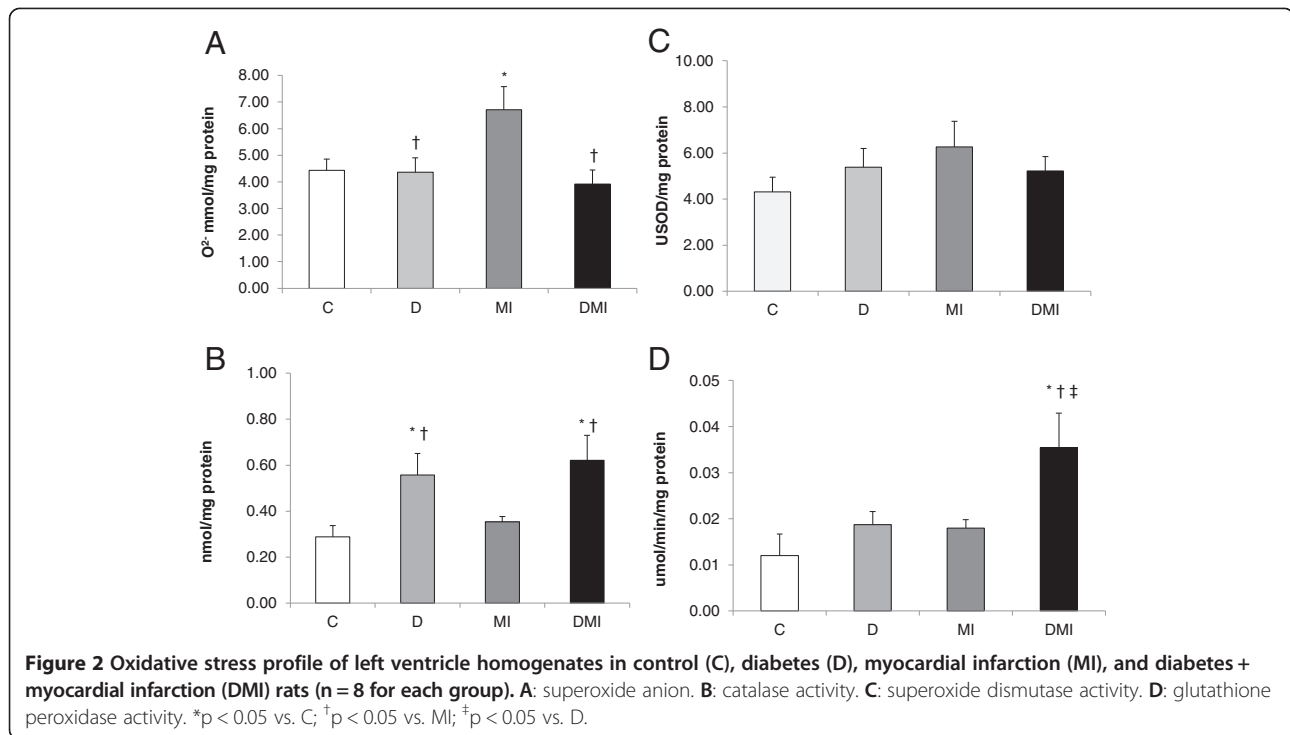 A
O²⁻ mmol/mg protein
8.00
7.00
6.00
5.00
4.00
3.00
2.00
1.00
0.00
†
*
†
C D MI DMI
C
USOD/mg protein
10.00
8.00
6.00
4.00
2.00
0.00
C D MI DMI
B
nmol/mg protein
1.00
0.80
0.60
0.40
0.20
0.00
* †
* †
C D MI DMI
D
umol/min/mg protein
0.05
0.04
0.03
0.02
0.01
0.00
* † ‡
C D MI DMI
Figure 2 Oxidative stress profile of left ventricle homogenates in control (C), diabetes (D), myocardial infarction (MI), and diabetes +
myocardial infarction (DMI) rats (n = 8 for each group). A: superoxide anion. B: catalase activity. C: superoxide dismutase activity. D: glutathione
peroxidase activity. *p < 0.05 vs. C; †p < 0.05 vs. MI; ‡p < 0.05 vs. D.